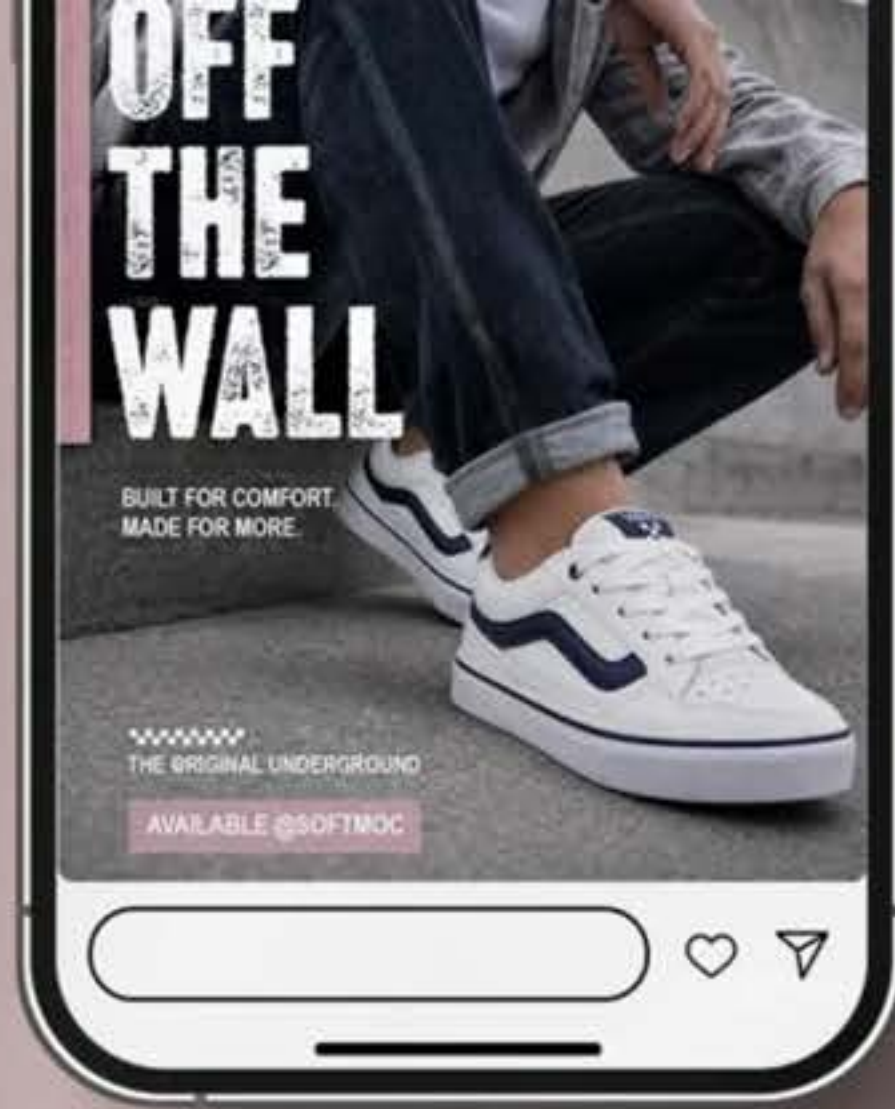 OFF
THE
WALL
BUILT FOR COMFORT.
MADE FOR MORE.
THE ORIGINAL UNDERGROUND
AVAILABLE @SOFTMOC